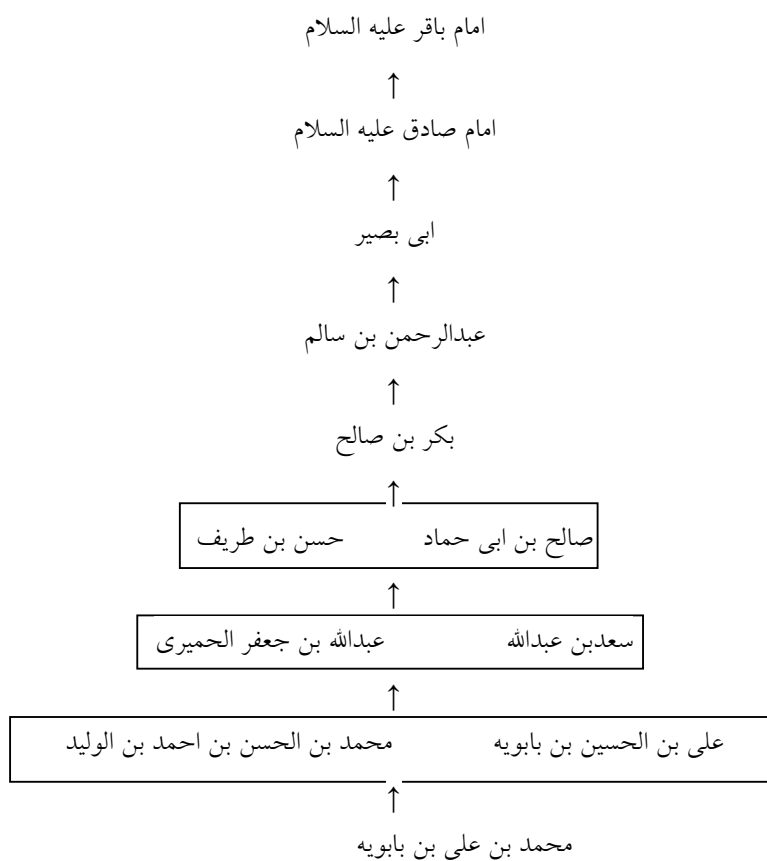 امام باقر علیه السلام
امام صادق علیه السلام
ابی بصیر
عبدالرحمن بن سالم
بکر بن صالح
صالح بن ابی حماد حسن بن طریف
سعدبن عبدالله عبدالله بن جعفر الحمیری
علی بن الحسین بن بابویه محمد بن الحسن بن احمد بن الولید
محمد بن علی بن بابویه